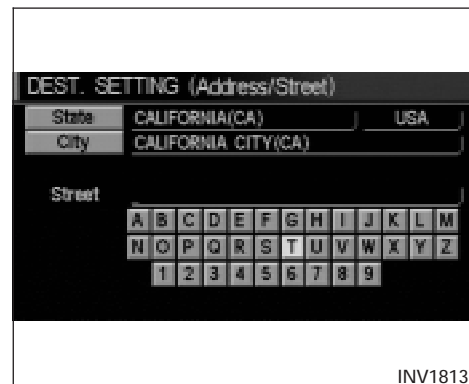 DEST. SETTING (Address/Street)
State CALIFORNIA(CA) USA
City CALIFORNIA CITY(CA)
Street
A B C D E F G H I J K L M
N O P Q R S T U V W X Y Z
1 2 3 4 5 6 7 8 9
INV1813